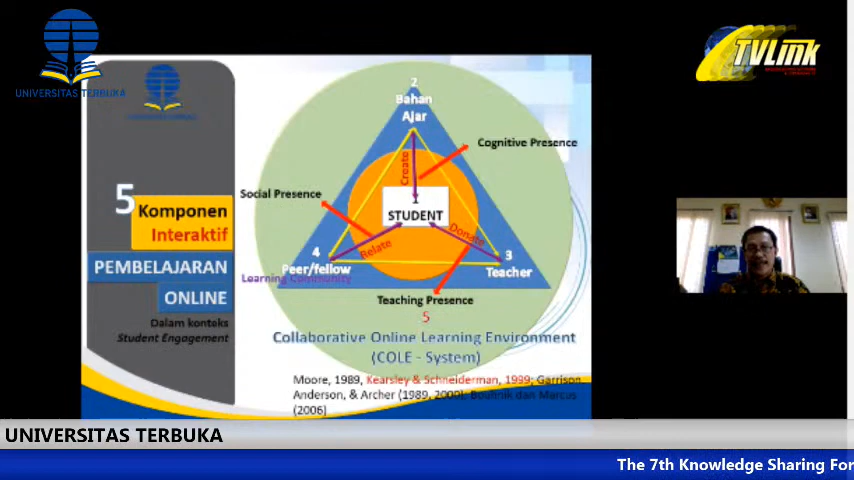 UNIVERSITAS TERBUKA
TVLink
5
Komponen
Interaktif
PEMBELAJARAN
ONLINE
Dalam konteks
Student Engagement
2
Bahan
Ajar
Cognitive Presence
Create
Social Presence
1
STUDENT
Relate
Donate
4
Peer/fellow
Learning Community
3
Teacher
Teaching Presence
5
Collaborative Online Learning Environment
(COLE - System)
Moore, 1989, Kearsley & Schneiderman, 1999; Garrison
Anderson, & Archer (1989, 2000), Bouhnik dan Marcus
(2006)
UNIVERSITAS TERBUKA
The 7th Knowledge Sharing For